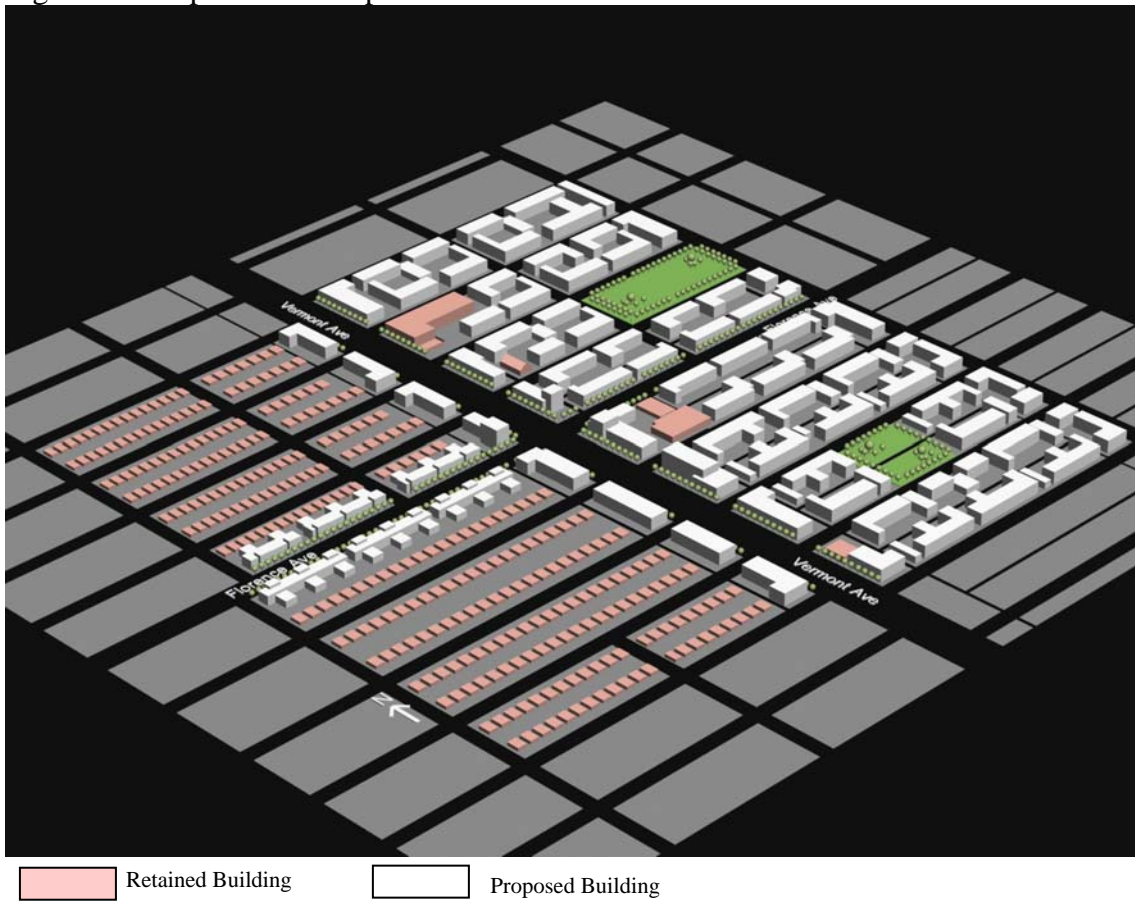 Vermont Ave
Florence Ave
Florence Ave
Vermont Ave
N
Retained Building
Proposed Building